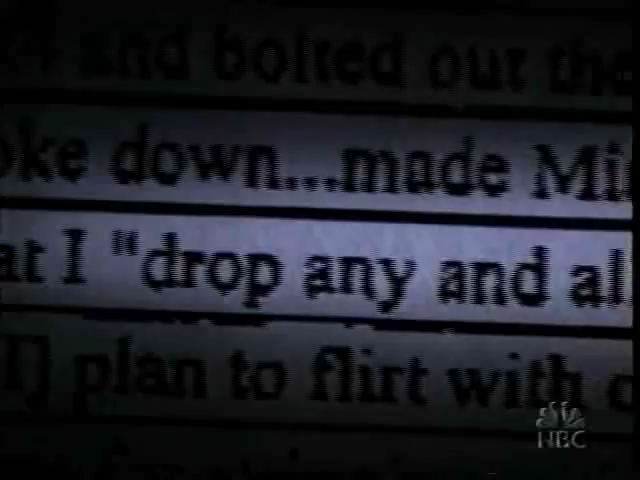 and bolted out the
oke down...made Mi
at I "drop any and al
I] plan to flirt with
NBC